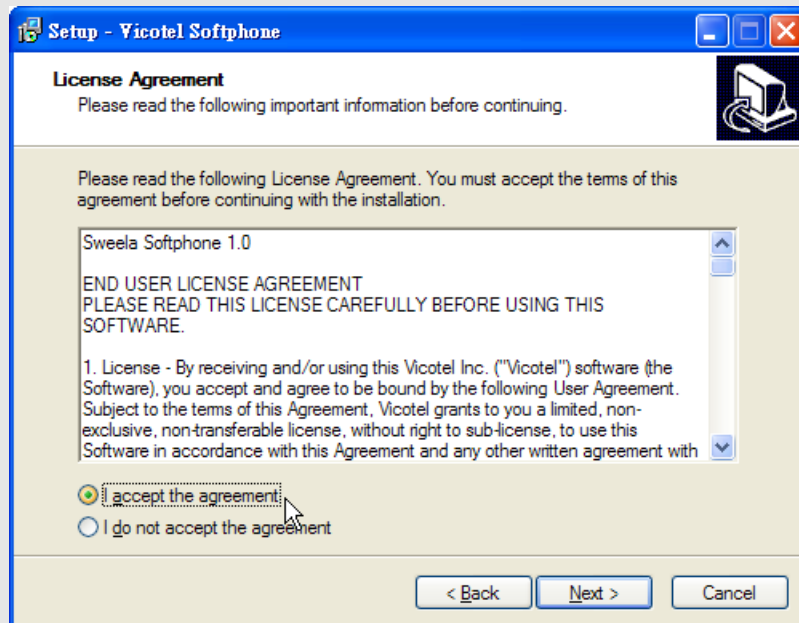 Setup - Vicotel Softphone
License Agreement
Please read the following important information before continuing.
Please read the following License Agreement. You must accept the terms of this
agreement before continuing with the installation.
Sweela Softphone 1.0
END USER LICENSE AGREEMENT
PLEASE READ THIS LICENSE CAREFULLY BEFORE USING THIS
SOFTWARE.
1. License - By receiving and/or using this Vicotel Inc. ("Vicotel") software (the
Software), you accept and agree to be bound by the following User Agreement.
Subject to the terms of this Agreement, Vicotel grants to you a limited, non-
exclusive, non-transferable license, without right to sub-license, to use this
Software in accordance with this Agreement and any other written agreement with
I accept the agreement
I do not accept the agreement
< Back Next > Cancel